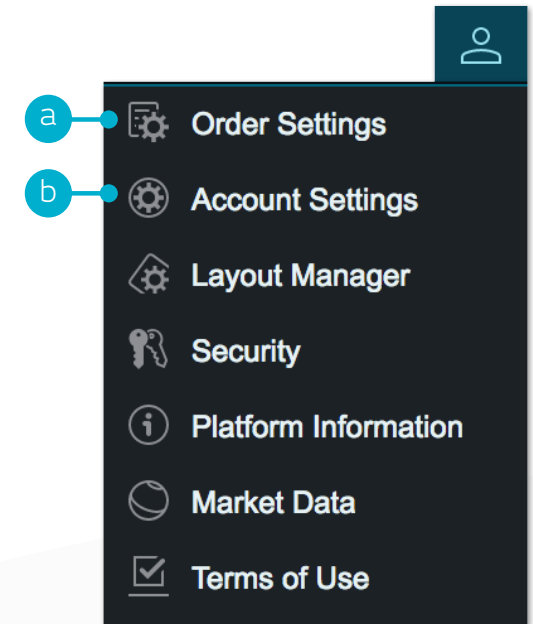 a Order Settings
b Account Settings
Layout Manager
Security
Platform Information
Market Data
Terms of Use